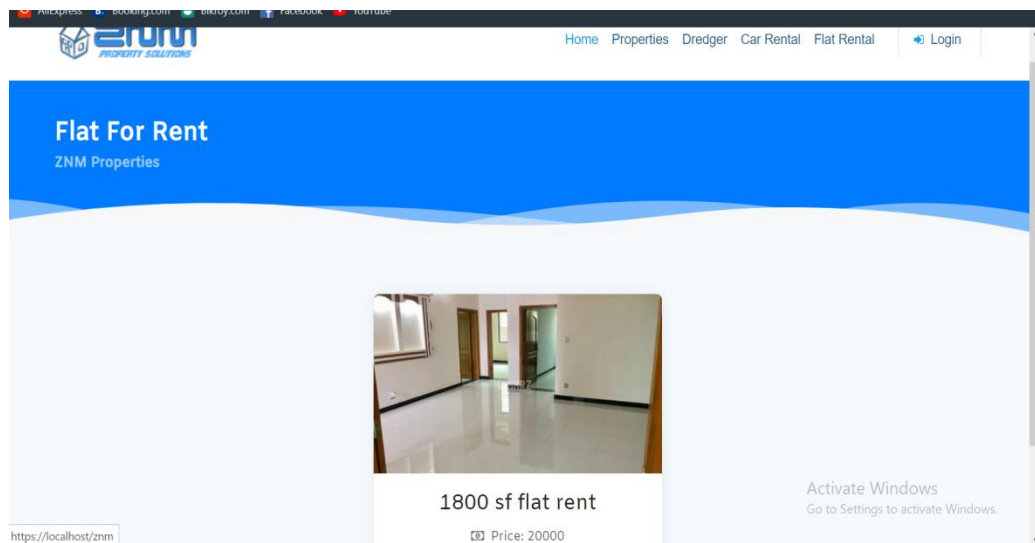 AliExpress B. Booking.com Bikroy.com Facebook YouTube
ZNM
PROPERTY SOLUTIONS
Home Properties Dredger Car Rental Flat Rental Login
Flat For Rent
ZNM Properties
1800 sf flat rent
Price: 20000
Activate Windows
Go to Settings to activate Windows.
https://localhost/znm